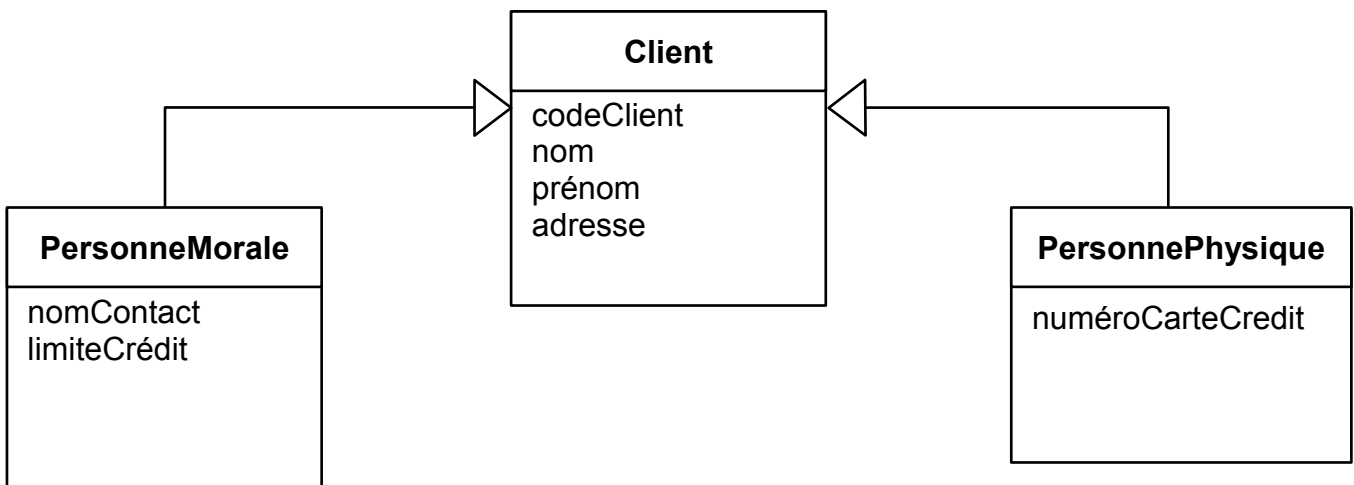 Client
codeClient
nom
prénom
adresse
PersonneMorale
nomContact
limiteCrédit
PersonnePhysique
numéroCarteCredit